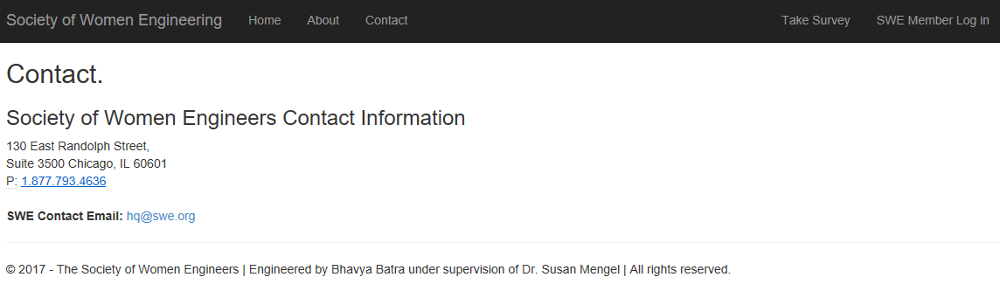 Society of Women Engineering Home About Contact Take Survey SWE Member Log in
Contact.
Society of Women Engineers Contact Information
130 East Randolph Street,
Suite 3500 Chicago, IL 60601
P: 1.877.793.4636
SWE Contact Email: hq@swe.org
© 2017 - The Society of Women Engineers | Engineered by Bhavya Batra under supervision of Dr. Susan Mengel | All rights reserved.